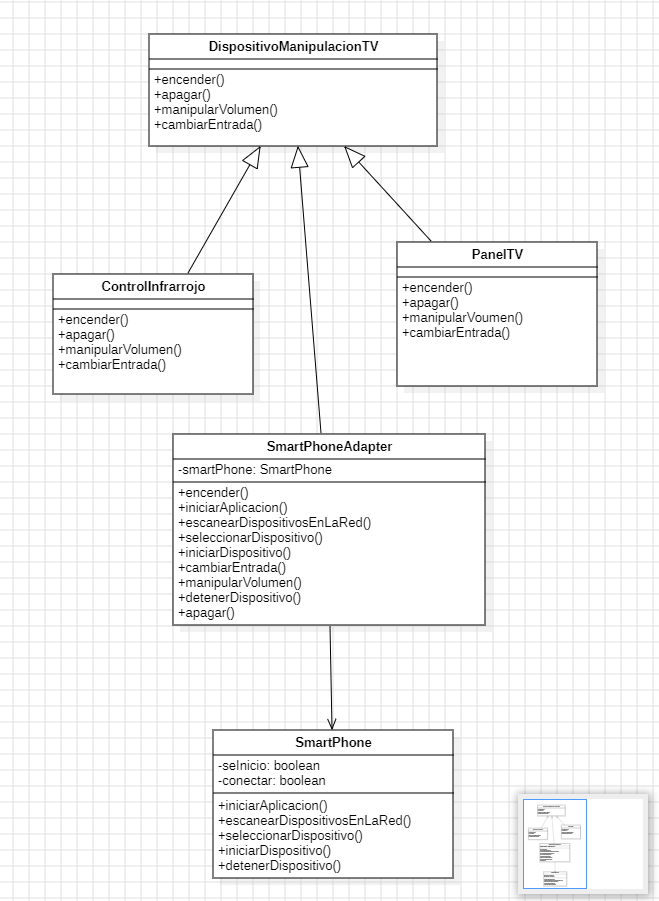 DispositivoManipulacionTV
+encender()
+apagar()
+manipularVolumen()
+cambiarEntrada()
PanelTV
+encender()
+apagar()
+manipularVoumen()
+cambiarEntrada()
ControlInfrarrojo
+encender()
+apagar()
+manipularVolumen()
+cambiarEntrada()
SmartPhoneAdapter
-smartPhone: SmartPhone
+encender()
+iniciarAplicacion()
+escanearDispositivosEnLaRed()
+seleccionarDispositivo()
+iniciarDispositivo()
+cambiarEntrada()
+manipularVolumen()
+detenerDispositivo()
+apagar()
SmartPhone
-seInicio: boolean
-conectar: boolean
+iniciarAplicacion()
+escanearDispositivosEnLaRed()
+seleccionarDispositivo()
+iniciarDispositivo()
+detenerDispositivo()